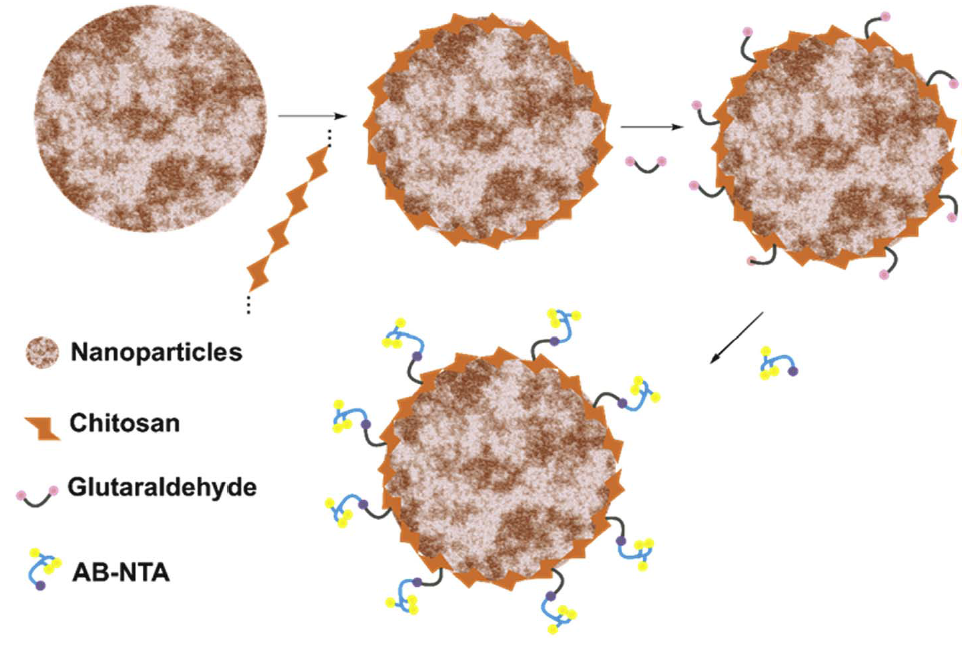 Nanoparticles
Chitosan
Glutaraldehyde
AB-NTA